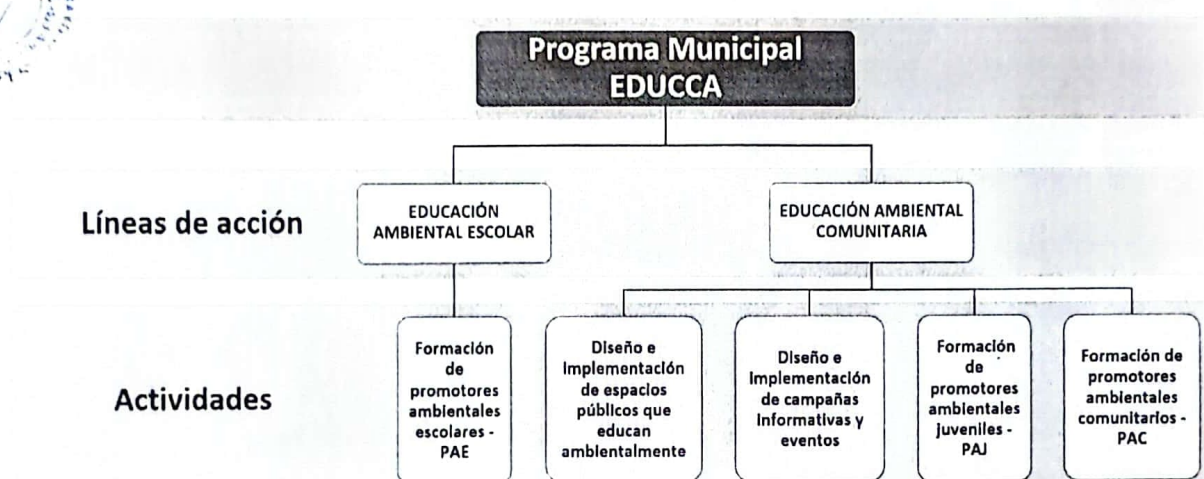 Programa Municipal
EDUCCA
Líneas de acción
EDUCACIÓN
AMBIENTAL ESCOLAR
EDUCACIÓN AMBIENTAL
COMUNITARIA
Actividades
Formación
de
promotores
ambientales
escolares -
PAE
Diseño e
Implementación
de espacios
públicos que
educan
ambientalmente
Diseño e
Implementación
de campañas
Informativas y
eventos
Formación
de
promotores
ambientales
juveniles -
PAJ
Formación de
promotores
ambientales
comunitarios -
PAC